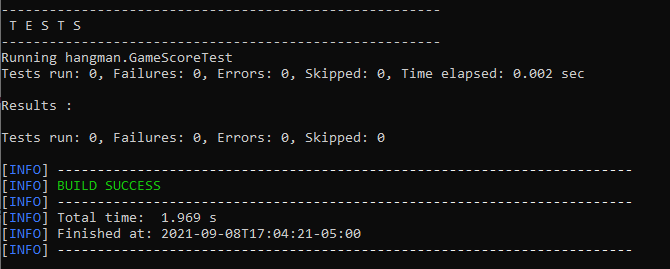 -------------------------------------------------------
 T E S T S
-------------------------------------------------------
Running hangman.GameScoreTest
Tests run: 0, Failures: 0, Errors: 0, Skipped: 0, Time elapsed: 0.002 sec

Results :

Tests run: 0, Failures: 0, Errors: 0, Skipped: 0

[INFO] ------------------------------------------------------------------------
[INFO] BUILD SUCCESS
[INFO] ------------------------------------------------------------------------
[INFO] Total time:  1.969 s
[INFO] Finished at: 2021-09-08T17:04:21-05:00
[INFO] ------------------------------------------------------------------------